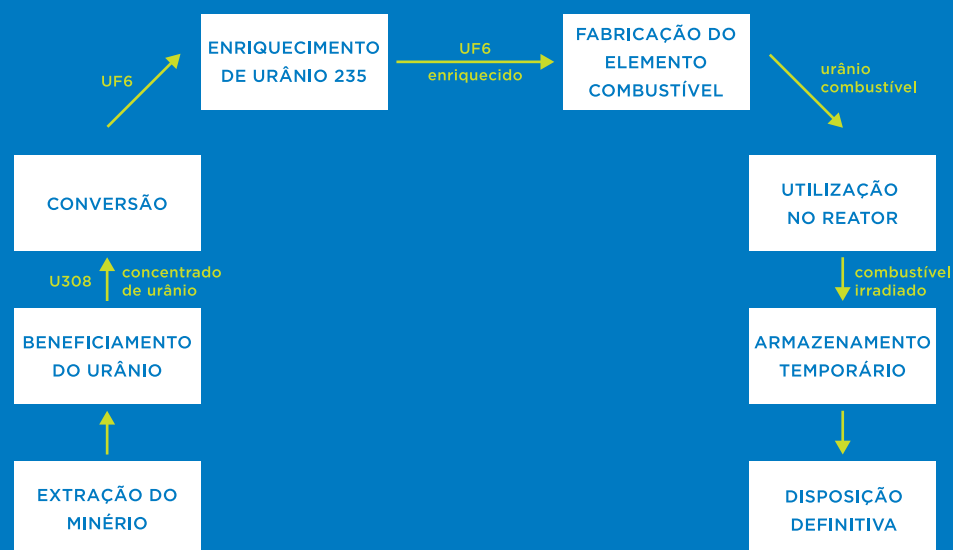 ENRIQUECIMENTO
DE URÂNIO 235
UF6
enriquecido
FABRICAÇÃO DO
ELEMENTO
COMBUSTÍVEL
UF6
urânio
combustível
CONVERSÃO
UTILIZAÇÃO
NO REATOR
U308
concentrado
de urânio
combustível
irradiado
BENEFICIAMENTO
DO URÂNIO
ARMAZENAMENTO
TEMPORÁRIO
EXTRAÇÃO DO
MINÉRIO
DISPOSIÇÃO
DEFINITIVA